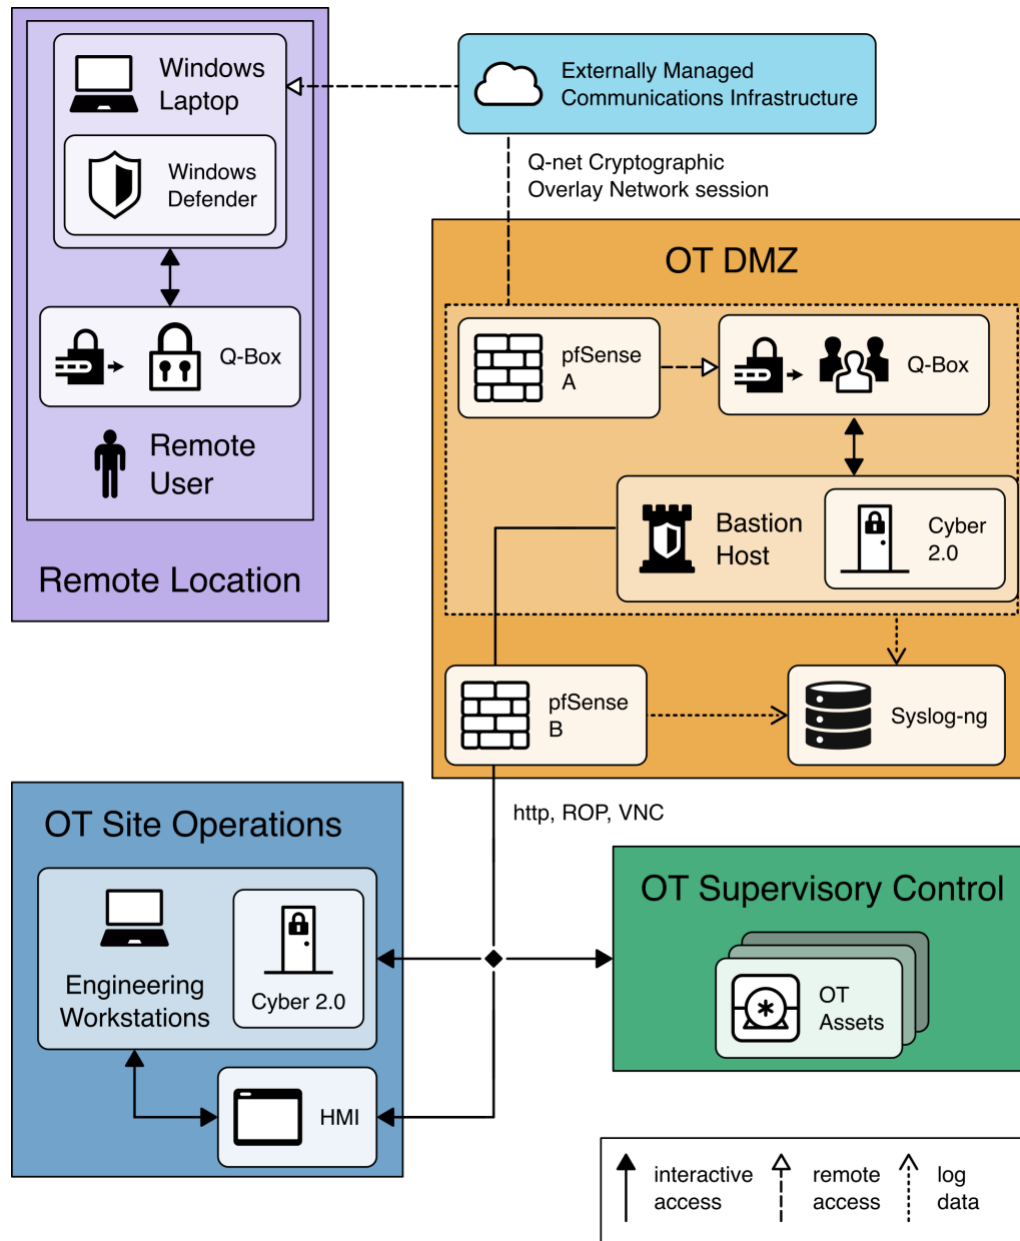 Windows
Laptop
Windows
Defender
Q-Box
Remote
User
Remote Location
Externally Managed
Communications Infrastructure
Q-net Cryptographic
Overlay Network session
OT DMZ
pfSense
A
Q-Box
Bastion
Host
Cyber
2.0
pfSense
B
Syslog-ng
http, ROP, VNC
OT Site Operations
Engineering
Workstations
Cyber 2.0
HMI
OT Supervisory Control
OT
Assets
interactive
access
remote
access
log
data